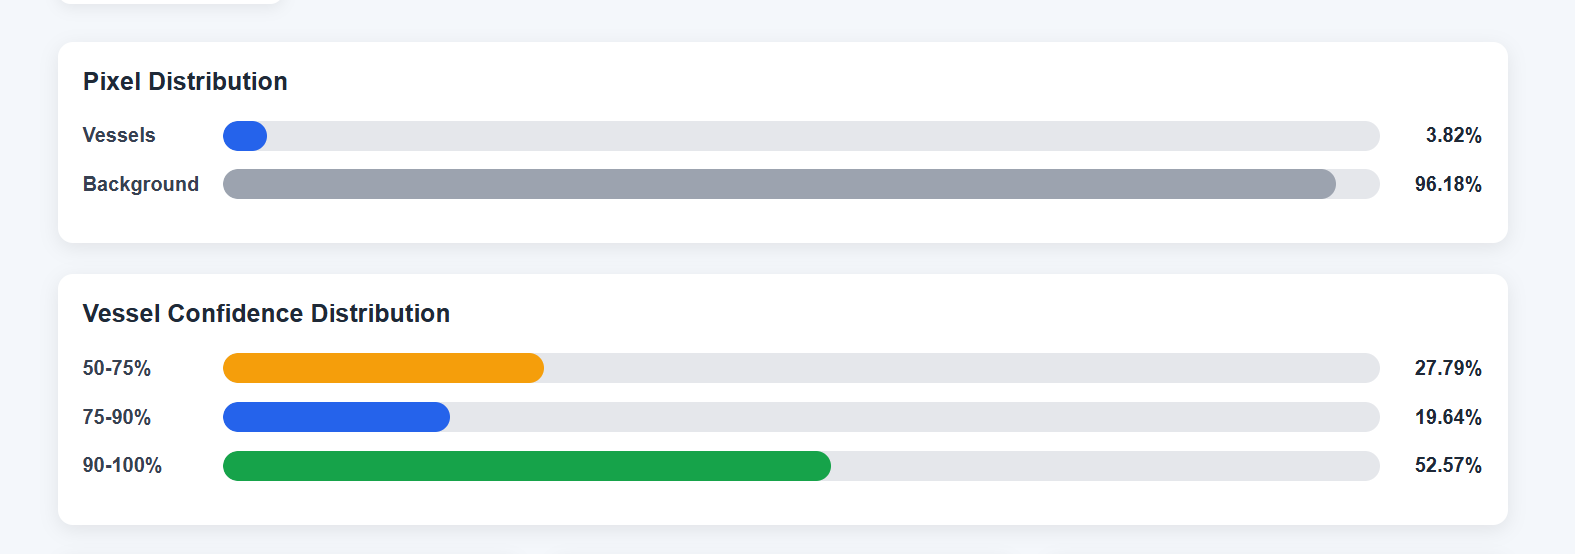 Pixel Distribution
Vessels 3.82%
Background 96.18%
Vessel Confidence Distribution
50-75% 27.79%
75-90% 19.64%
90-100% 52.57%